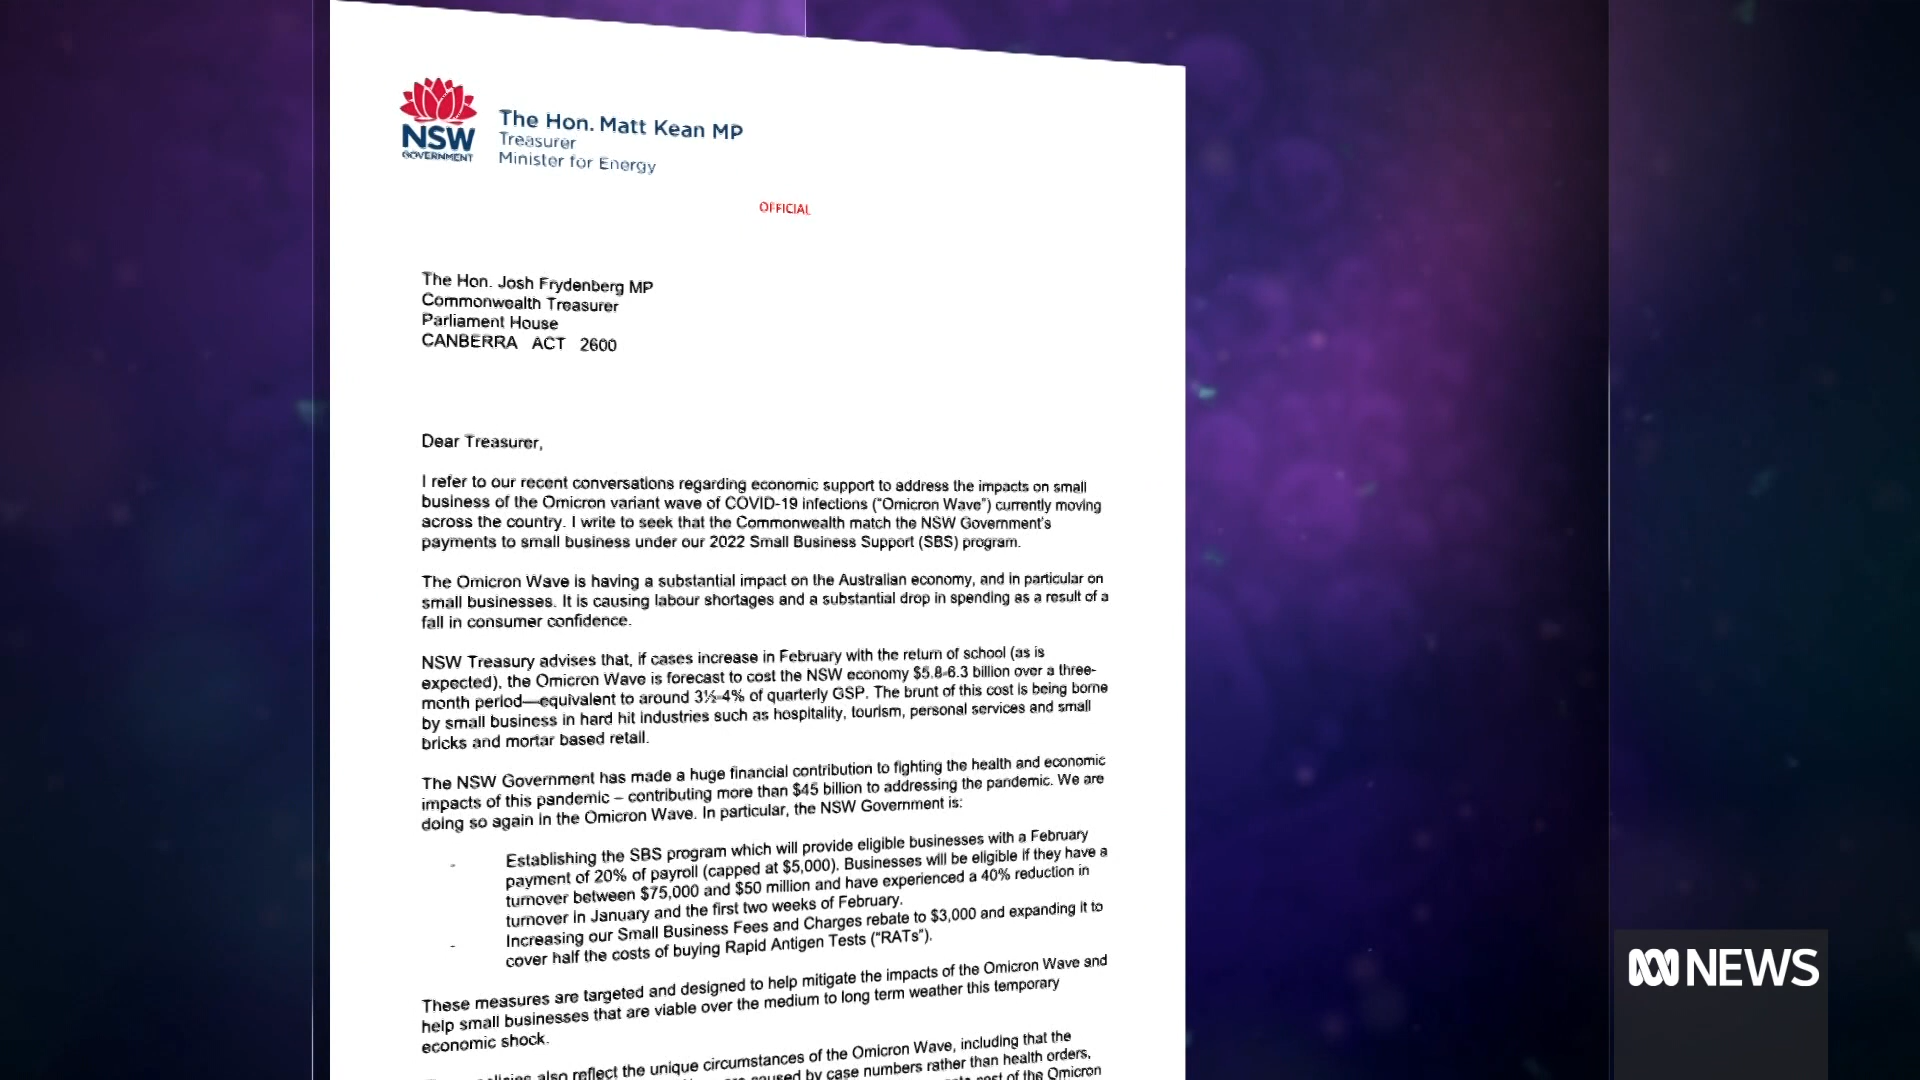 NSW
GOVERNMENT
The Hon. Matt Kean MP
Treasurer
Minister for Energy
OFFICIAL
The Hon. Josh Frydenberg MP
Commonwealth Treasurer
Parliament House
CANBERRA ACT 2600
Dear Treasurer,
I refer to our recent conversations regarding economic support to address the impacts on small
business of the Omicron variant wave of COVID-19 infections (“Omicron Wave”) currently moving
across the country. I write to seek that the Commonwealth match the NSW Government’s
payments to small business under our 2022 Small Business Support (SBS) program.
The Omicron Wave is having a substantial impact on the Australian economy, and in particular on
small businesses. It is causing labour shortages and a substantial drop in spending as a result of a
fall in consumer confidence.
NSW Treasury advises that, if cases increase in February with the return of school (as is
expected), the Omicron Wave is forecast to cost the NSW economy $5.8-6.3 billion over a three-
month period—equivalent to around 3½-4% of quarterly GSP. The brunt of this cost is being borne
by small business in hard hit industries such as hospitality, tourism, personal services and small
bricks and mortar based retail.
The NSW Government has made a huge financial contribution to fighting the health and economic
impacts of this pandemic – contributing more than $45 billion to addressing the pandemic. We are
doing so again in the Omicron Wave. In particular, the NSW Government is:
- Establishing the SBS program which will provide eligible businesses with a February
payment of 20% of payroll (capped at $5,000). Businesses will be eligible if they have a
turnover between $75,000 and $50 million and have experienced a 40% reduction in
turnover in January and the first two weeks of February.
- Increasing our Small Business Fees and Charges rebate to $3,000 and expanding it to
cover half the costs of buying Rapid Antigen Tests (“RATs”).
These measures are targeted and designed to help mitigate the impacts of the Omicron Wave and
help small businesses that are viable over the medium to long term weather this temporary
economic shock.
also reflect the unique circumstances of the Omicron Wave, including that the
caused by case numbers rather than health orders,
cost of the Omicron
NEWS